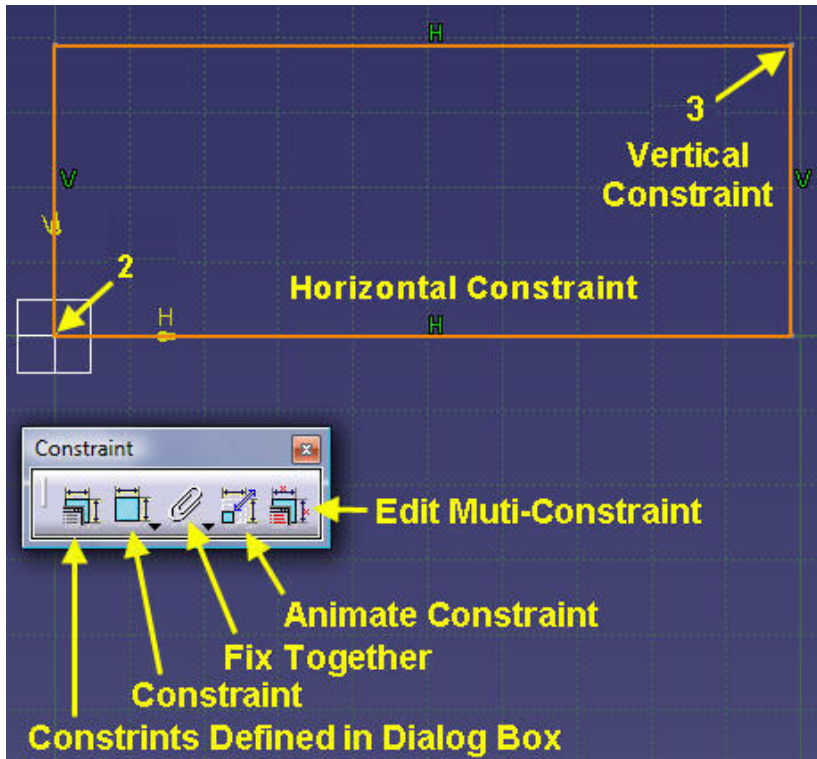 H
3
Vertical
Constraint
V
V
V
2
H
Horizontal Constraint
H
Constraint
Edit Muti-Constraint
Animate Constraint
Fix Together
Constraint
Constrints Defined in Dialog Box